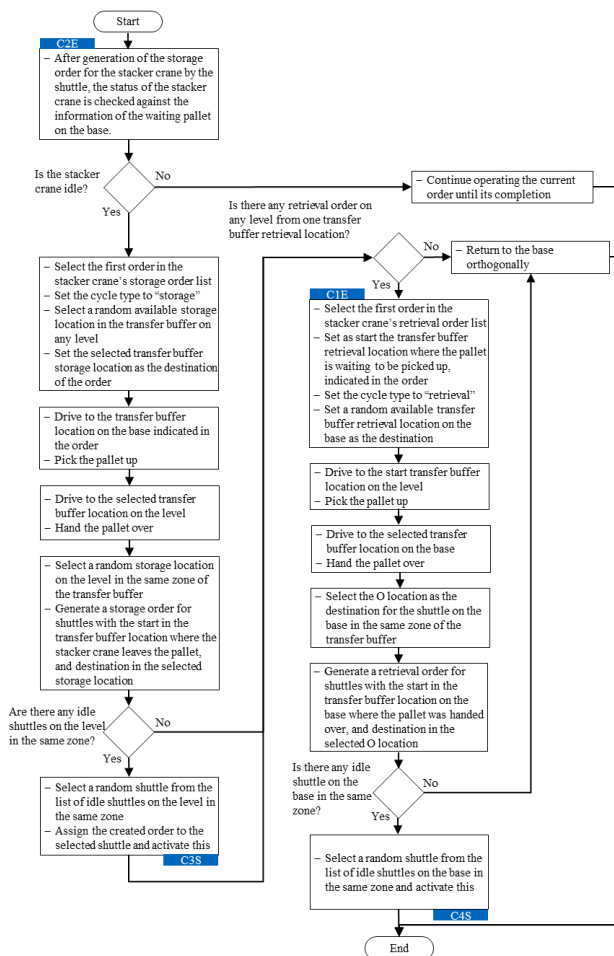 Start
C2E
– After generation of the storage
order for the stacker crane by the
shuttle, the status of the stacker
crane is checked against the
information of the waiting pallet
on the base.
Is the stacker
crane idle?
No
Yes
– Continue operating the current
order until its completion
– Select the first order in the
stacker crane's storage order list
– Set the cycle type to “storage”
– Select a random available storage
location in the transfer buffer on
any level
– Set the selected transfer buffer
storage location as the destination
of the order
– Drive to the transfer buffer
location on the base indicated in
the order
– Pick the pallet up
– Drive to the selected transfer
buffer location on the level
– Hand the pallet over
– Select a random storage location
on the level in the same zone of
the transfer buffer
– Generate a storage order for
shuttles with the start in the
transfer buffer location where the
stacker crane leaves the pallet,
and destination in the selected
storage location
Are there any idle
shuttles on the level
in the same zone?
No
Yes
– Select a random shuttle from the
list of idle shuttles on the level in
the same zone
– Assign the created order to the
selected shuttle and activate this
C3S
Is there any retrieval order on
any level from one transfer
buffer retrieval location?
No
Yes
– Return to the base
orthogonally
C1E
– Select the first order in the
stacker crane's retrieval order list
– Set as start the transfer buffer
retrieval location where the pallet
is waiting to be picked up,
indicated in the order
– Set the cycle type to “retrieval”
– Set a random available transfer
buffer retrieval location on the
base as the destination
– Drive to the start transfer buffer
location on the level
– Pick the pallet up
– Drive to the selected transfer
buffer location on the base
– Hand the pallet over
– Select the O location as the
destination for the shuttle on the
base in the same zone of the
transfer buffer
– Generate a retrieval order for
shuttles with the start in the
transfer buffer location on the
base where the pallet was handed
over, and destination in the
selected O location
Is there any idle
shuttle on the
base in the same
zone?
No
Yes
– Select a random shuttle from the
list of idle shuttles on the base in
the same zone and activate this
C4S
End